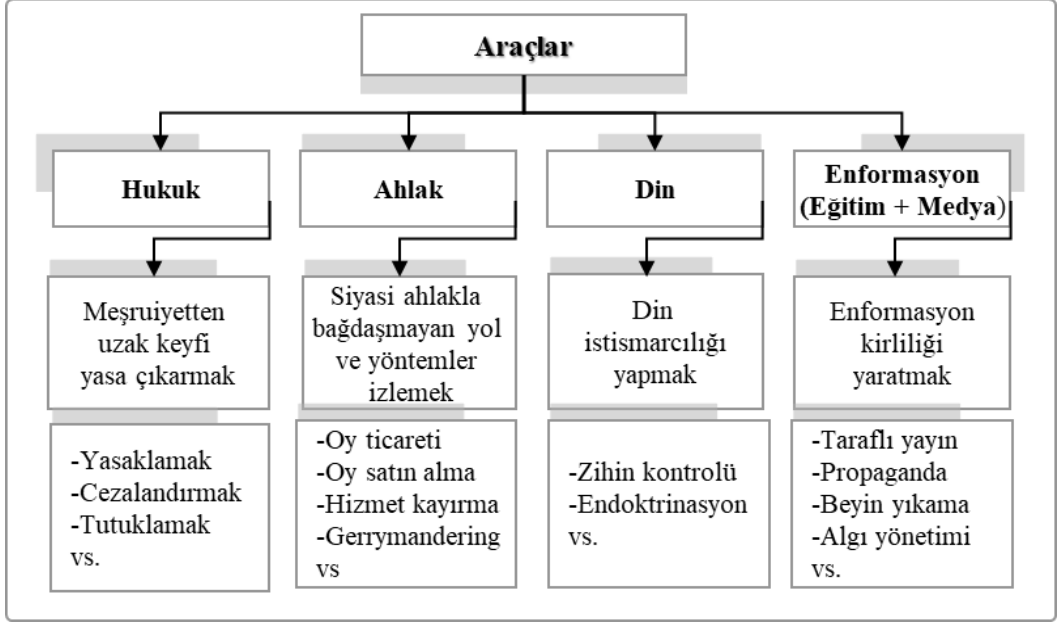 Araçlar
Hukuk
Meşruiyetten
uzak keyfi
yasa çıkarmak
-Yasaklamak
-Cezalandırmak
-Tutuklamak
vs.
Ahlak
Siyasi ahlakla
bağdaşmayan yol
ve yöntemler
izlemek
-Oy ticareti
-Oy satın alma
-Hizmet kayırma
-Gerrymandering
vs
Din
Din
istismarcılığı
yapmak
-Zihin kontrolü
-Endoktrinasyon
vs.
Enformasyon
(Eğitim + Medya)
Enformasyon
kirliliği
yaratmak
-Taraflı yayın
-Propaganda
-Beyin yıkama
-Algı yönetimi
vs.